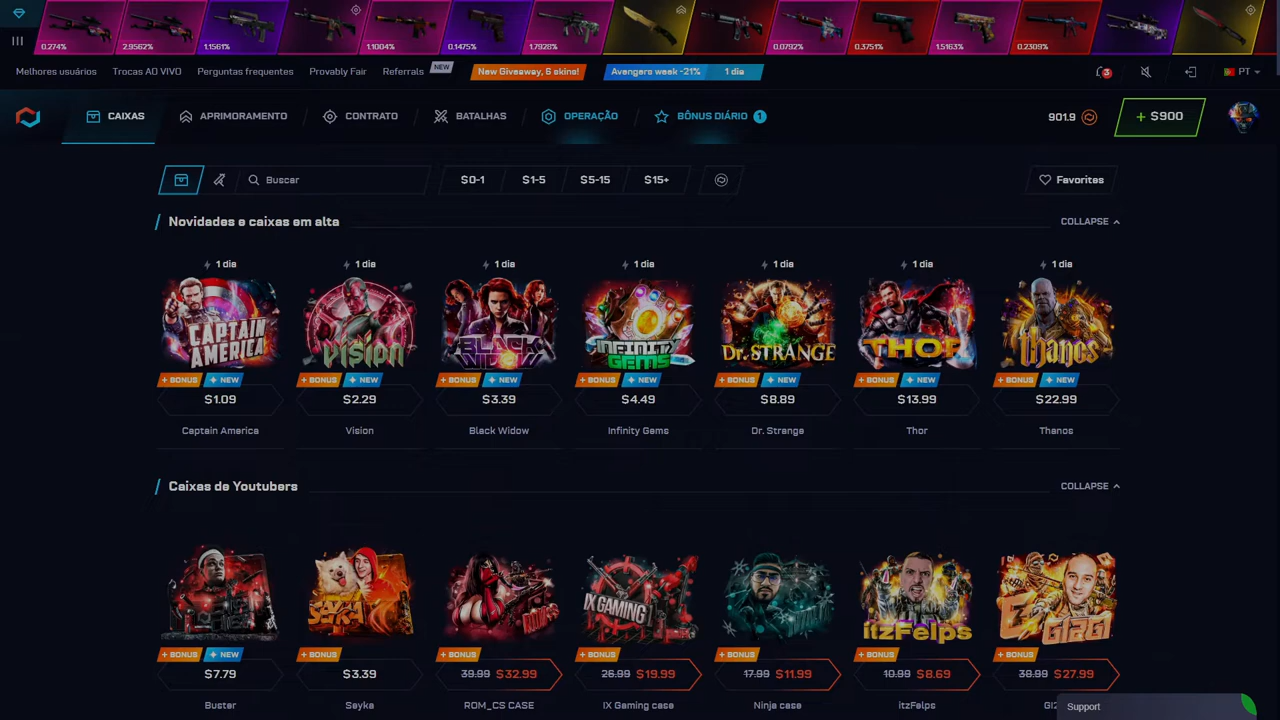 0.274%
2.9562%
1.1561%
1.1004%
0.1475%
1.7928%
0.0792%
0.3751%
1.5163%
0.2309%
Melhores usuários Trocas AO VIVO Perguntas frequentes Provably Fair Referrals NEW New Giveaway, 6 skins! Avengers week -21% 1 dia 3 PT
CAIXAS APRIMORAMENTO CONTRATO BATALHAS OPERAÇÃO BÔNUS DIÁRIO 1 901.9 + $900
Buscar $0-1 $1-5 $5-15 $15+ Favoritas
Novidades e caixas em alta COLLAPSE
1 dia 1 dia 1 dia 1 dia 1 dia 1 dia 1 dia
CAPTAIN AMERICA
VISION
BLACK WIDOW
INFINITY GEMS
Dr. STRANGE
THOR
thanos
+ BONUS NEW + BONUS NEW + BONUS NEW + BONUS NEW + BONUS NEW + BONUS NEW + BONUS NEW
$1.09 $2.29 $3.39 $4.49 $8.89 $13.99 $22.99
Captain America Vision Black Widow Infinity Gems Dr. Strange Thor Thanos
Caixas de Youtubers COLLAPSE
SAYKA
IX GAMING
itzFelps
G12G1
+ BONUS NEW + BONUS + BONUS + BONUS + BONUS + BONUS + BONUS
$7.79 $3.39 39.99 $32.99 26.99 $19.99 17.99 $11.99 10.99 $8.69 38.99 $27.99
Buster Sayka ROM_CS CASE IX Gaming case Ninja case itzFelps
Support